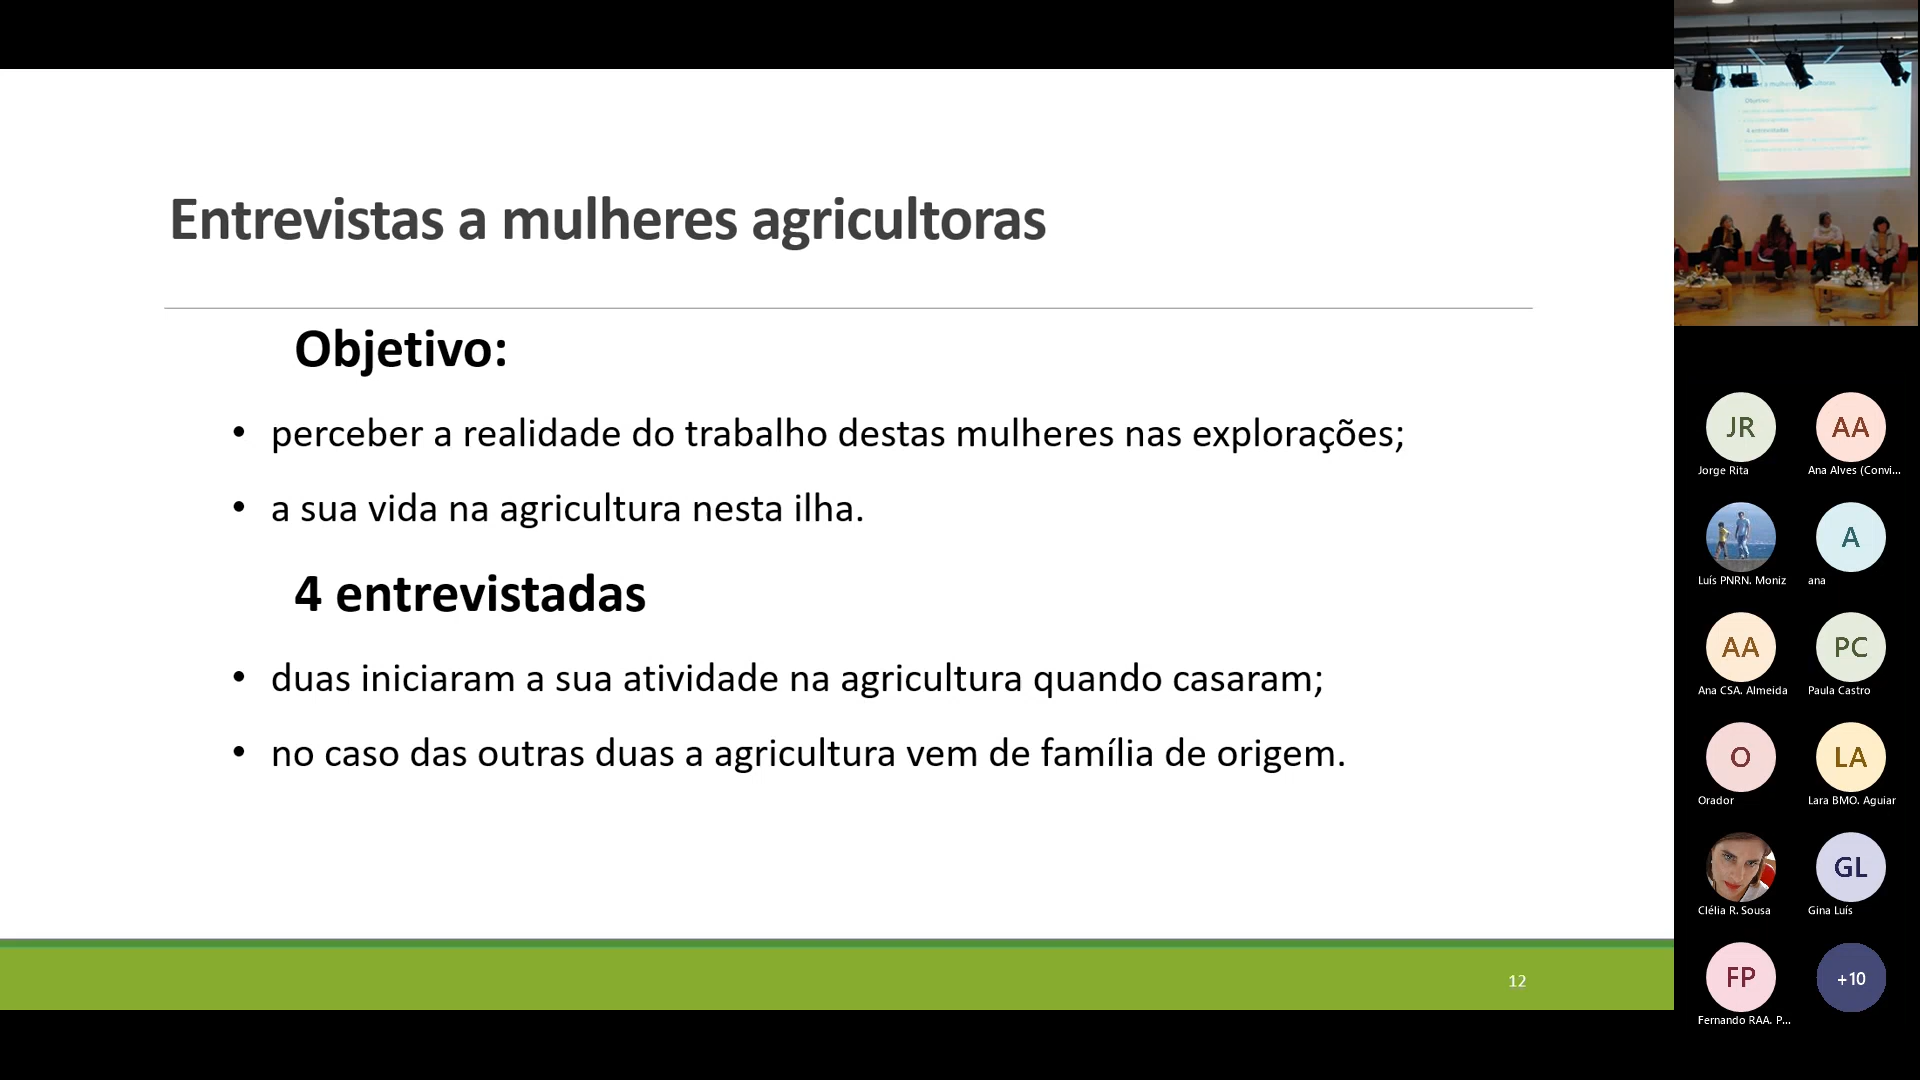 Entrevistas a mulheres agricultoras
Objetivo:
• perceber a realidade do trabalho destas mulheres nas explorações;
• a sua vida na agricultura nesta ilha.
4 entrevistadas
• duas iniciaram a sua atividade na agricultura quando casaram;
• no caso das outras duas a agricultura vem de família de origem.
12
JR
Jorge Rita
AA
Ana Alves (Convi...
Luís PNRN. Moniz
A
ana
AA
Ana CSA. Almeida
PC
Paula Castro
O
Orador
LA
Lara BMO. Aguiar
Clélia R. Sousa
GL
Gina Luís
FP
Fernando RAA. P...
+10